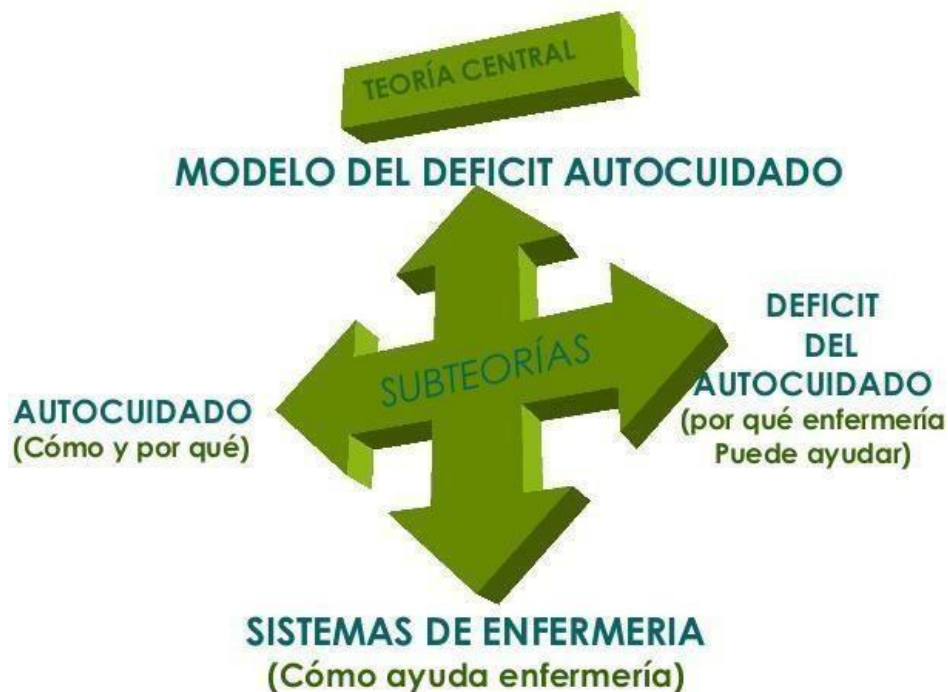 TEORÍA CENTRAL
MODELO DEL DEFICIT AUTOCUIDADO
SUBTEORÍAS
AUTOCUIDADO
(Cómo y por qué)
DEFICIT
DEL
AUTOCUIDADO
(por qué enfermería
Puede ayudar)
SISTEMAS DE ENFERMERIA
(Cómo ayuda enfermería)